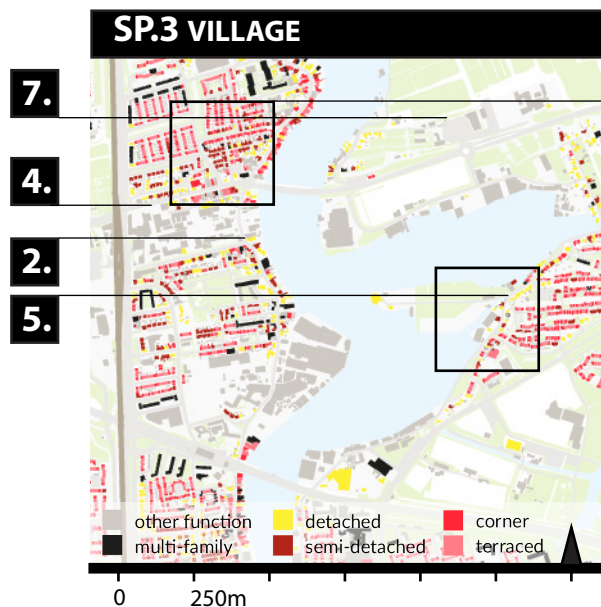 SP.3 VILLAGE
7.
4.
2.
5.
other function
detached
corner
multi-family
semi-detached
terraced
0 250m